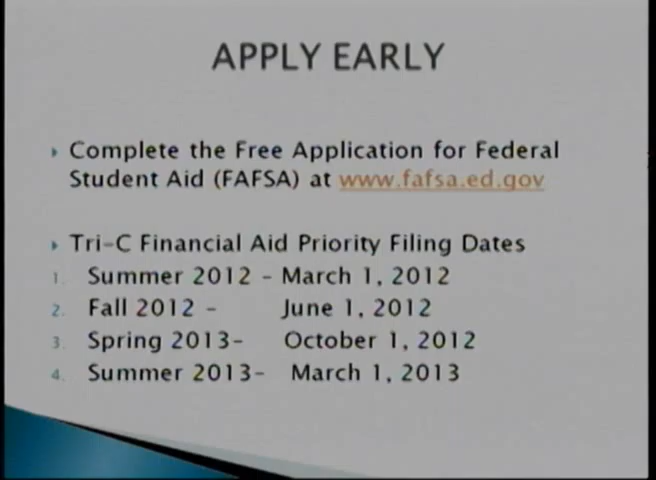 APPLY EARLY
Complete the Free Application for Federal
Student Aid (FAFSA) at www.fafsa.ed.gov
Tri-C Financial Aid Priority Filing Dates
1. Summer 2012 - March 1, 2012
2. Fall 2012 - June 1, 2012
3. Spring 2013- October 1, 2012
4. Summer 2013- March 1, 2013